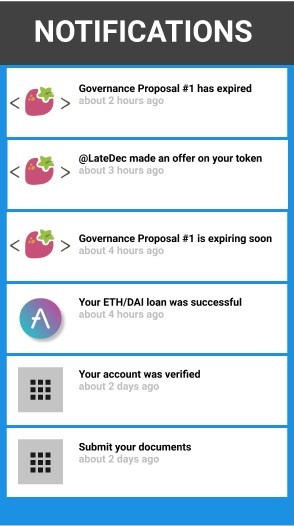 NOTIFICATIONS
Governance Proposal #1 has expired
about 2 hours ago
@LateDec made an offer on your token
about 3 hours ago
Governance Proposal #1 is expiring soon
about 4 hours ago
Your ETH/DAI loan was successful
about 4 hours ago
Your account was verified
about 2 days ago
Submit your documents
about 2 days ago